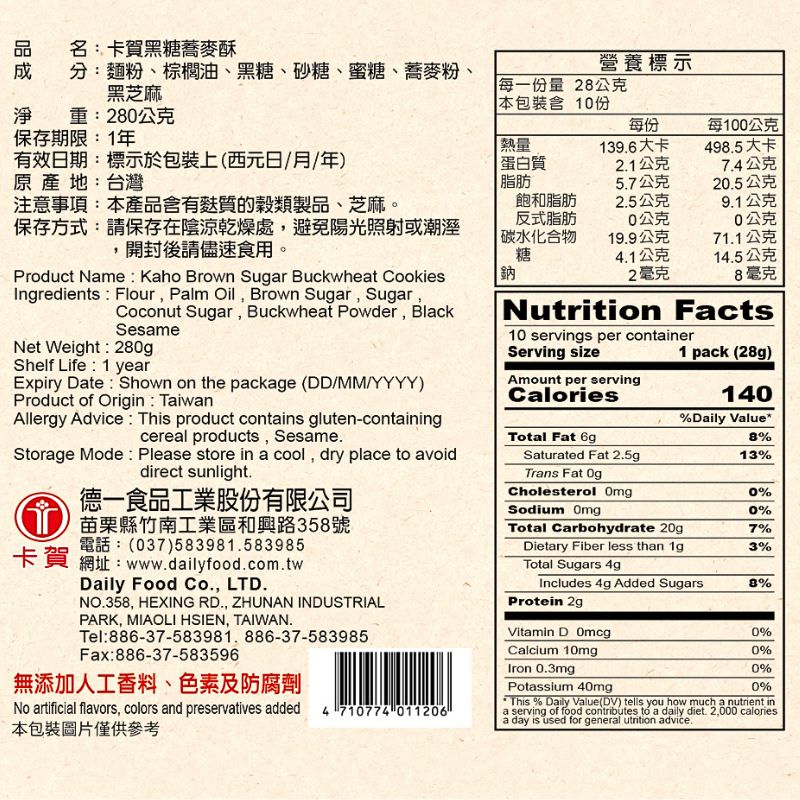 品　　名：卡賀黑糖蕎麥酥
成　　分：麵粉、棕櫚油、黑糖、砂糖、蜜糖、蕎麥粉、
黑芝麻
淨　　重：280公克
保存期限：1年
有效日期：標示於包裝上(西元日/月/年)
原 產 地：台灣
注意事項：本產品含有麩質的穀類製品、芝麻。
保存方式：請保存在陰涼乾燥處，避免陽光照射或潮溼
，開封後請儘速食用。
Product Name : Kaho Brown Sugar Buckwheat Cookies
Ingredients : Flour , Palm Oil , Brown Sugar , Sugar ,
Coconut Sugar , Buckwheat Powder , Black
Sesame
Net Weight : 280g
Shelf Life : 1 year
Expiry Date : Shown on the package (DD/MM/YYYY)
Product of Origin : Taiwan
Allergy Advice : This product contains gluten-containing
cereal products , Sesame.
Storage Mode : Please store in a cool , dry place to avoid
direct sunlight.
卡賀
德一食品工業股份有限公司
苗栗縣竹南工業區和興路358號
電話：(037)583981.583985
網址：www.dailyfood.com.tw
Daily Food Co., LTD.
NO.358, HEXING RD., ZHUNAN INDUSTRIAL
PARK, MIAOLI HSIEN, TAIWAN.
Tel:886-37-583981. 886-37-583985
Fax:886-37-583596
無添加人工香料、色素及防腐劑
No artificial flavors, colors and preservatives added
本包裝圖片僅供參考
4 710774 011206
營養標示
每一份量 28公克
本包裝含 10份
每份 每100公克
熱量 139.6大卡 498.5大卡
蛋白質 2.1公克 7.4公克
脂肪 5.7公克 20.5公克
飽和脂肪 2.5公克 9.1公克
反式脂肪 0公克 0公克
碳水化合物 19.9公克 71.1公克
糖 4.1公克 14.5公克
鈉 2毫克 8毫克
Nutrition Facts
10 servings per container
Serving size 1 pack (28g)
Amount per serving
Calories 140
%Daily Value*
Total Fat 6g 8%
Saturated Fat 2.5g 13%
Trans Fat 0g
Cholesterol 0mg 0%
Sodium 0mg 0%
Total Carbohydrate 20g 7%
Dietary Fiber less than 1g 3%
Total Sugars 4g
Includes 4g Added Sugars 8%
Protein 2g
Vitamin D 0mcg 0%
Calcium 10mg 0%
Iron 0.3mg 0%
Potassium 40mg 0%
* This % Daily Value(DV) tells you how much a nutrient in
a serving of food contributes to a daily diet. 2,000 calories
a day is used for general utrition advice.